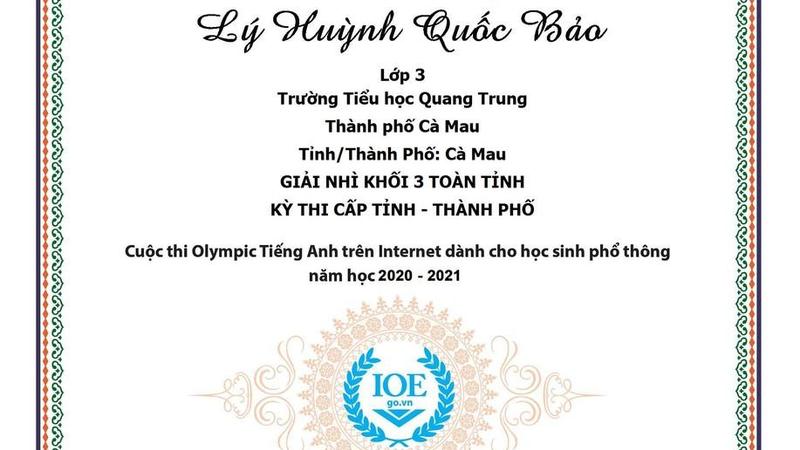 Lý Huỳnh Quốc Bảo
Lớp 3
Trường Tiểu học Quang Trung
Thành phố Cà Mau
Tỉnh/Thành Phố: Cà Mau
GIẢI NHÌ KHỐI 3 TOÀN TỈNH
KỲ THI CẤP TỈNH - THÀNH PHỐ
Cuộc thi Olympic Tiếng Anh trên Internet dành cho học sinh phổ thông
năm học 2020 - 2021
IOE
go.vn